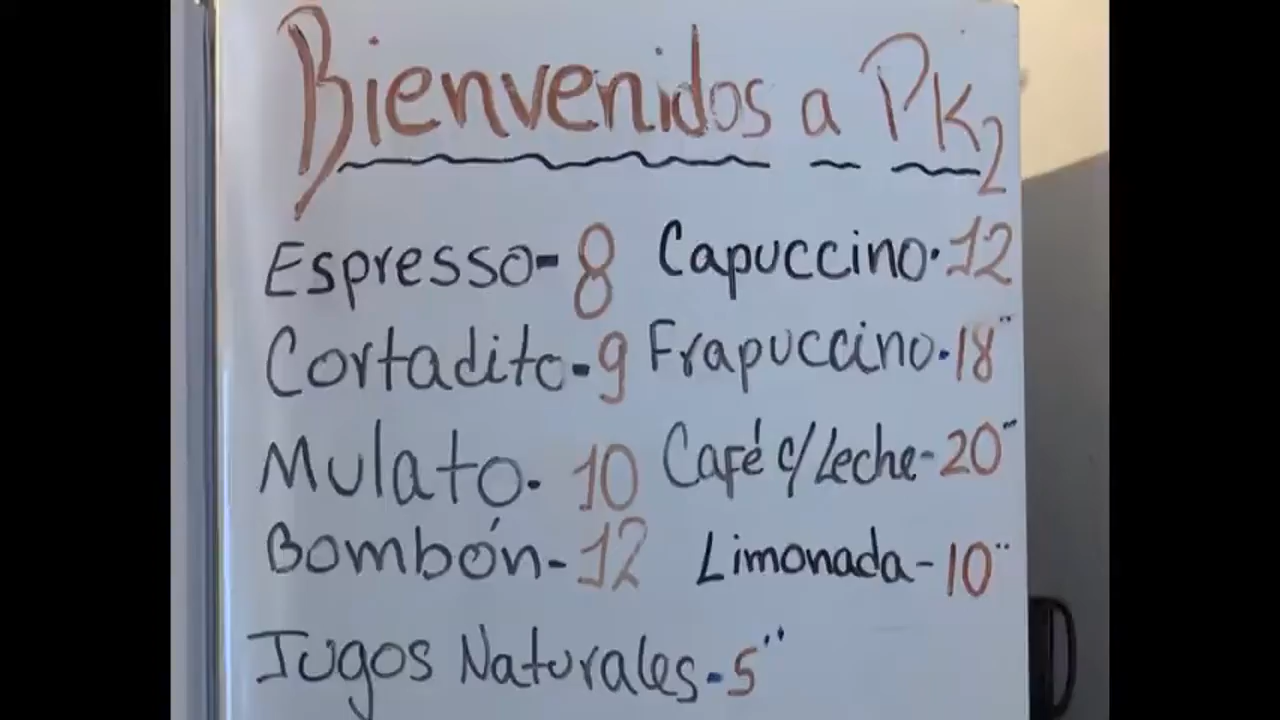 Bienvenidos a PK2
Espresso-8 Capuccino.12
Cortadito-9 Frapuccino.18"
Mulato. 10 Café c/Leche-20"
Bombón-12 Limonada-10"
Jugos Naturales-5"